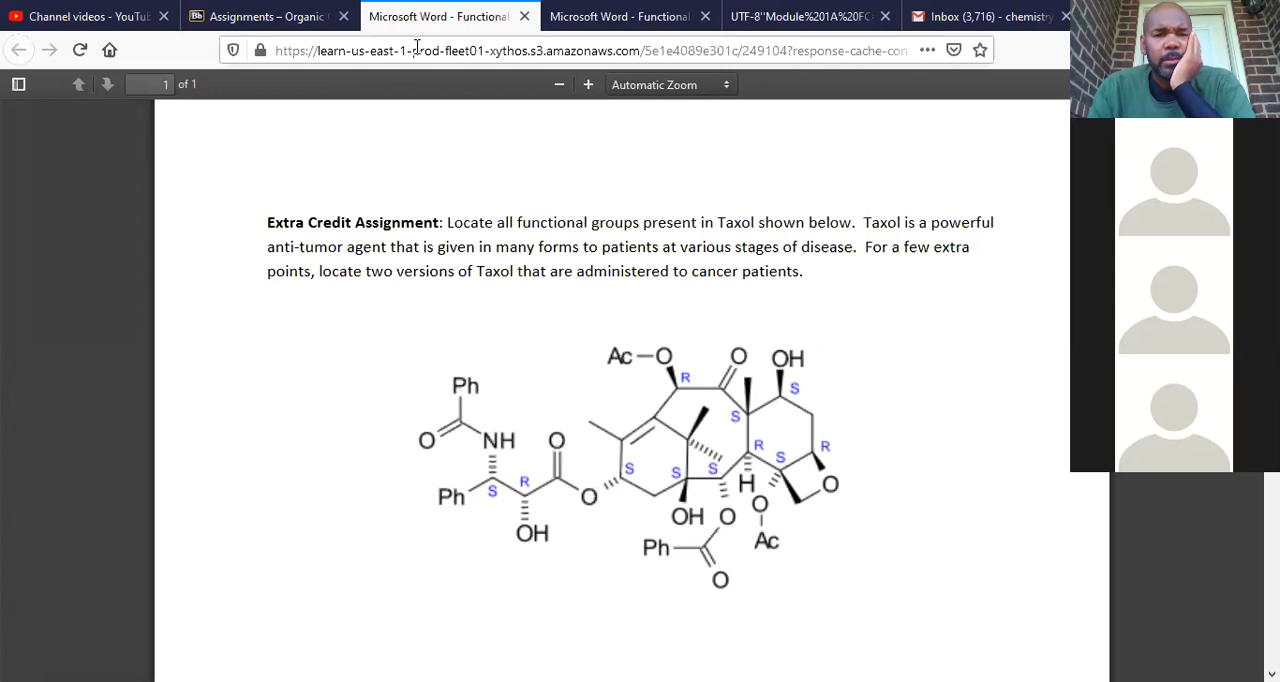 Channel videos - YouTu
Bb Assignments – Organic
Microsoft Word - Functional
Microsoft Word - Functional
UTF-8''Module%201A%20FC
Inbox (3,716) - chemistry
https://learn-us-east-1-prod-fleet01-xythos.s3.amazonaws.com/5e1e4089e301c/249104?response-cache-con
1 of 1
Automatic Zoom
Extra Credit Assignment: Locate all functional groups present in Taxol shown below. Taxol is a powerful
anti-tumor agent that is given in many forms to patients at various stages of disease. For a few extra
points, locate two versions of Taxol that are administered to cancer patients.
Ac O O OH
Ph R S
O NH O S
S R R S R
Ph S R O S S H O
OH OH O O
Ph Ac
O